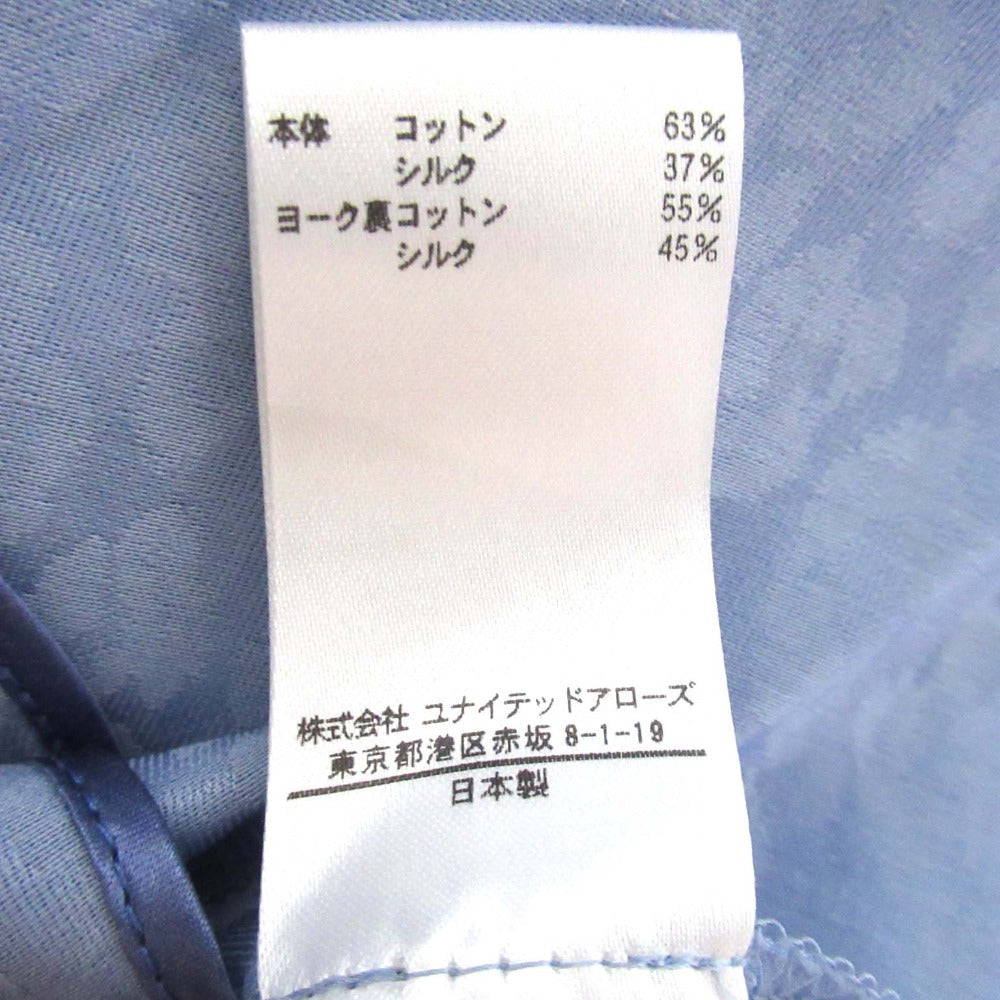 本体 コットン 63%
シルク 37%
ヨーク裏コットン 55%
シルク 45%
株式会社 ユナイテッドアローズ
東京都港区赤坂 8-1-19
日本製